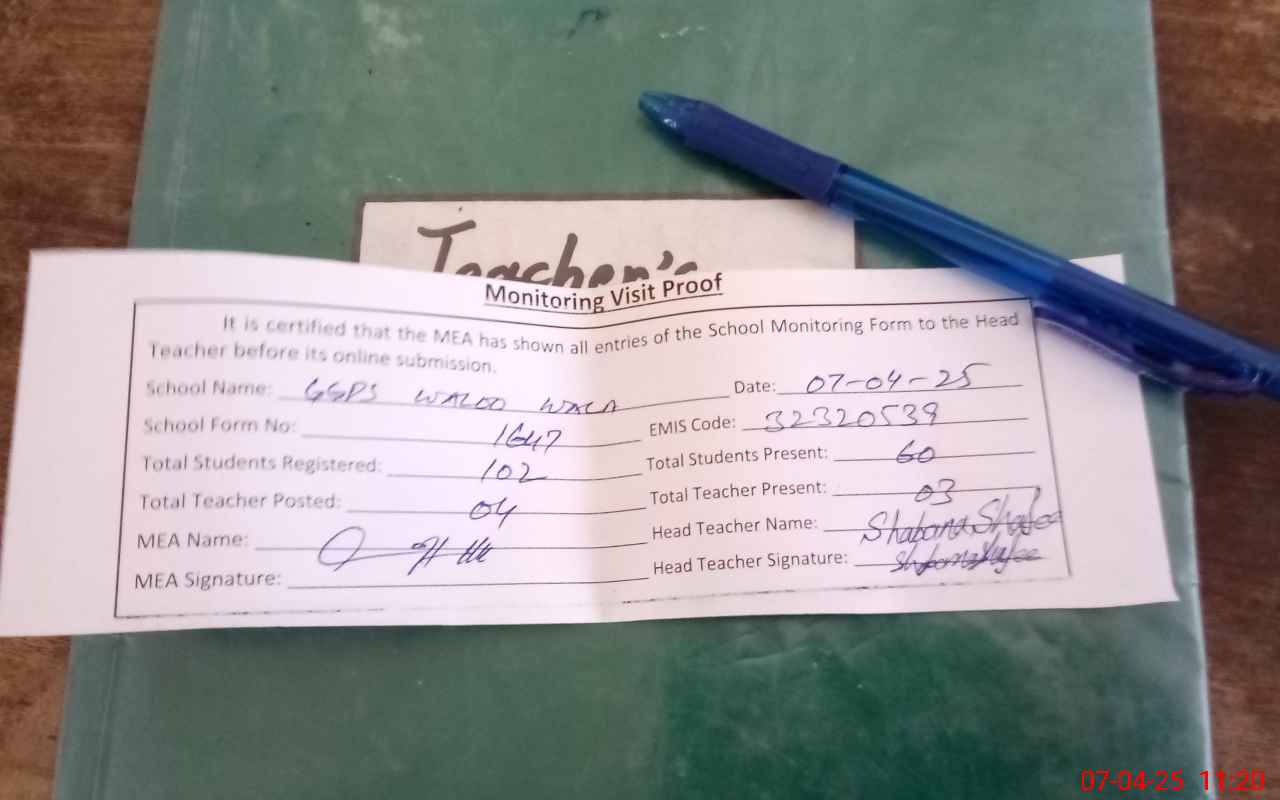 Teacher's
Monitoring Visit Proof
It is certified that the MEA has shown all entries of the School Monitoring Form to the Head
Teacher before its online submission.
School Name: GGPS WALOO WALA Date: 07-04-25
School Form No: 1647 EMIS Code: 32320539
Total Students Registered: 102 Total Students Present: 60
Total Teacher Posted: 04 Total Teacher Present: 03
MEA Name: Head Teacher Name: Shabana Shafee
MEA Signature: Head Teacher Signature:
07-04-25 11:20